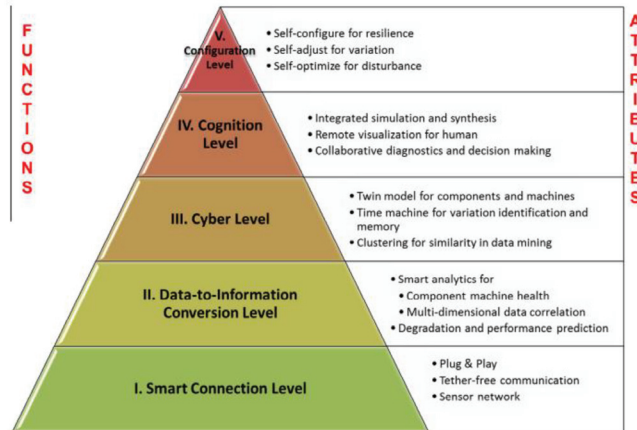 FUNCTIONS
ATTRIBUTES
V.
Configuration
Level
• Self-configure for resilience
• Self-adjust for variation
• Self-optimize for disturbance
IV. Cognition
Level
• Integrated simulation and synthesis
• Remote visualization for human
• Collaborative diagnostics and decision making
III. Cyber Level
• Twin model for components and machines
• Time machine for variation identification and
memory
• Clustering for similarity in data mining
II. Data-to-Information
Conversion Level
• Smart analytics for
• Component machine health
• Multi-dimensional data correlation
• Degradation and performance prediction
I. Smart Connection Level
• Plug & Play
• Tether-free communication
• Sensor network